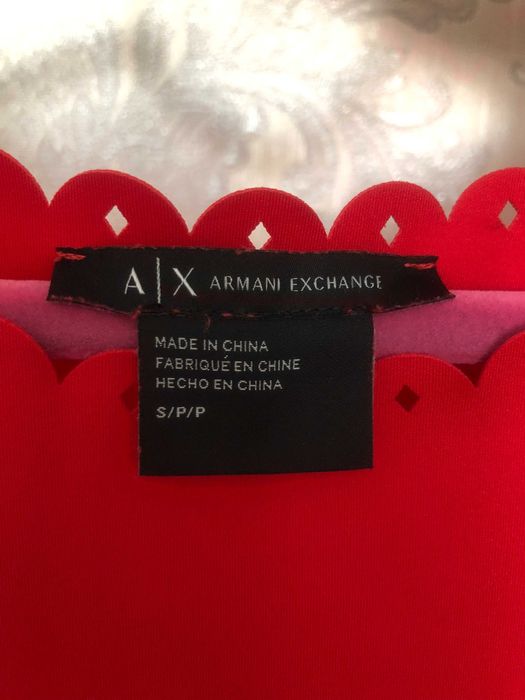 A|X ARMANI EXCHANGE
MADE IN CHINA
FABRIQUÉ EN CHINE
HECHO EN CHINA
S/P/P